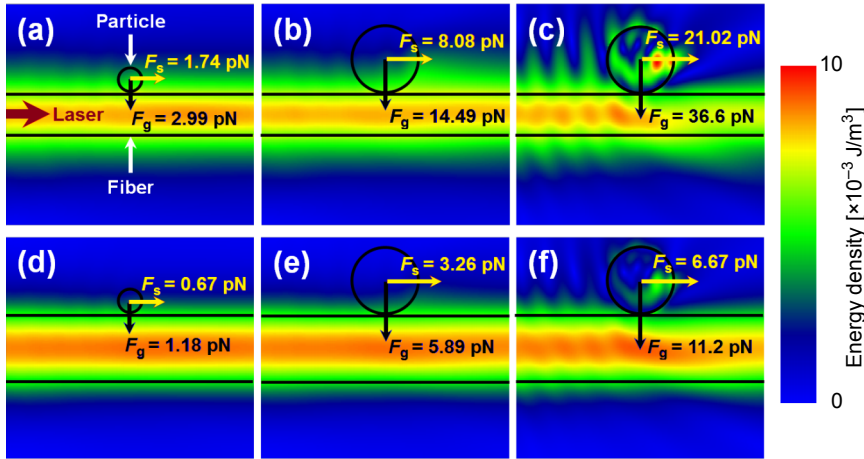 (a)
Particle
Fs = 1.74 pN
Laser
Fg = 2.99 pN
Fiber
(b)
Fs = 8.08 pN
Fg = 14.49 pN
(c)
Fs = 21.02 pN
Fg = 36.6 pN
(d)
Fs = 0.67 pN
Fg = 1.18 pN
(e)
Fs = 3.26 pN
Fg = 5.89 pN
(f)
Fs = 6.67 pN
Fg = 11.2 pN
10
Energy density [×10⁻³ J/m³]
0